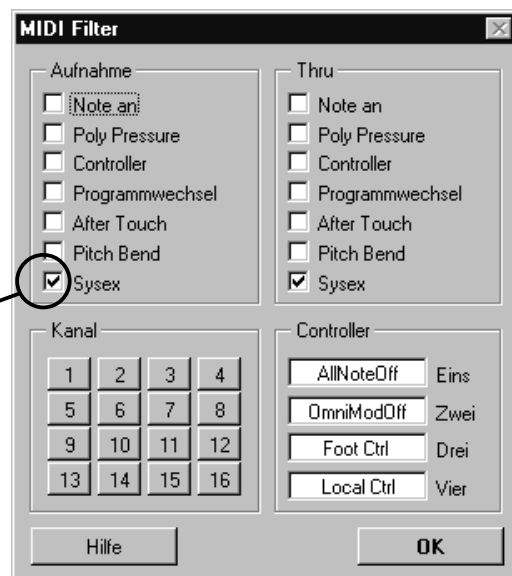 MIDI Filter
Aufnahme
Note an
Poly Pressure
Controller
Programmwechsel
After Touch
Pitch Bend
Sysex
Thru
Note an
Poly Pressure
Controller
Programmwechsel
After Touch
Pitch Bend
Sysex
Kanal
1 2 3 4
5 6 7 8
9 10 11 12
13 14 15 16
Controller
AllNoteOff Eins
OmniModOff Zwei
Foot Ctrl Drei
Local Ctrl Vier
Hilfe
OK